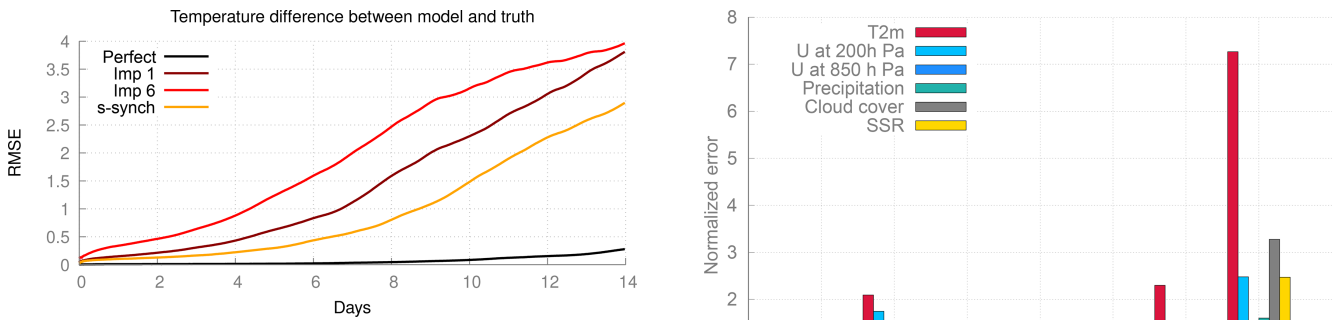 Temperature difference between model and truth
4
3.5
3
2.5
2
1.5
1
0.5
0
RMSE
Perfect
Imp 1
Imp 6
s-synch
0 2 4 6 8 10 12 14
Days
8
7
6
5
4
3
2
Normalized error
T2m
U at 200h Pa
U at 850 h Pa
Precipitation
Cloud cover
SSR